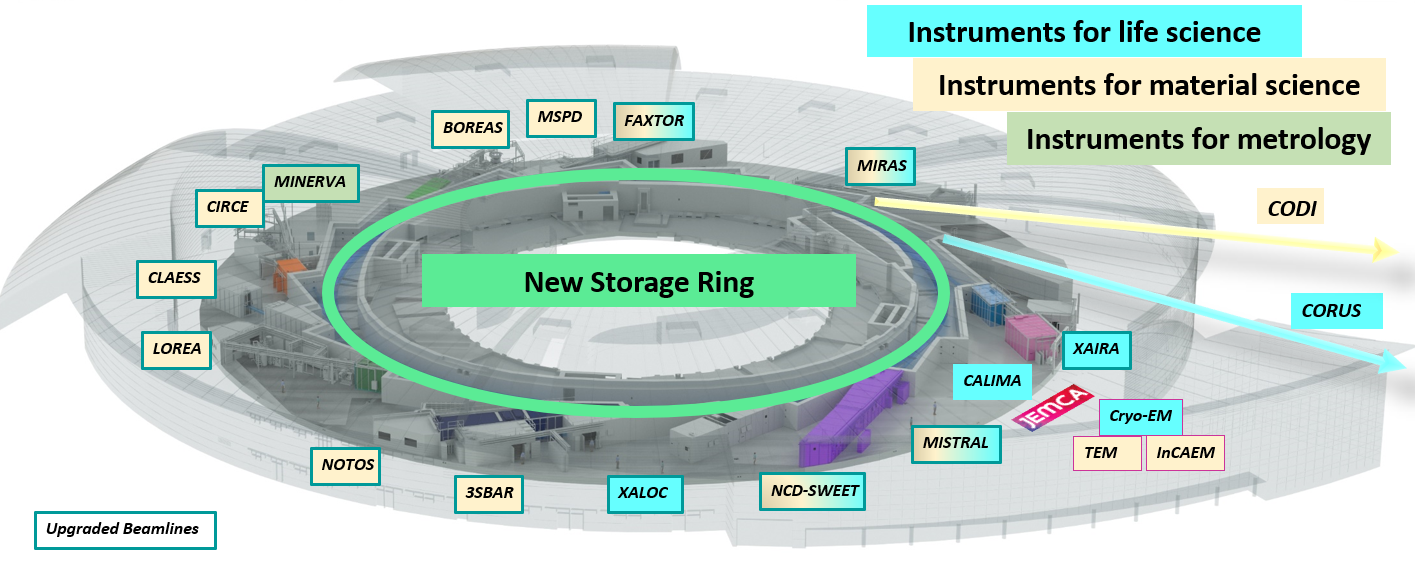 Instruments for life science
Instruments for material science
Instruments for metrology
BOREAS
MSPD
FAXTOR
MIRAS
MINERVA
CIRCE
CODI
CLAESS
New Storage Ring
CORUS
LOREA
XAIRA
CALIMA
JEMCA
Cryo-EM
MISTRAL
TEM
InCAEM
NOTOS
3SBAR
XALOC
NCD-SWEET
Upgraded Beamlines